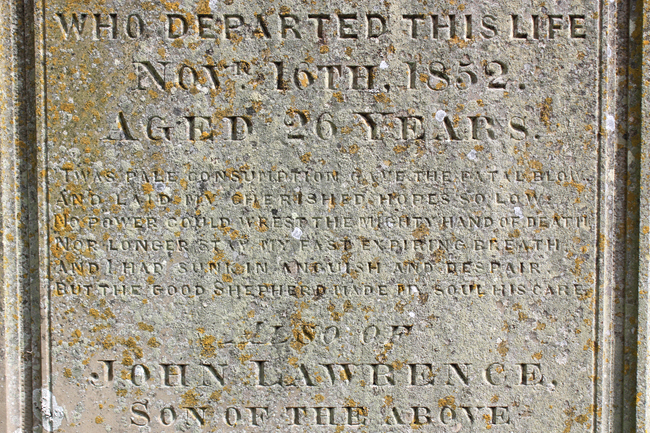 WHO DEPARTED THIS LIFE
NOVR. 16TH, 1852.
AGED 26 YEARS.
'TWAS PALE CONSUMPTION GAVE THE FATAL BLOW,
AND LAID MY CHERISHED HOPES SO LOW;
NO POWER COULD WREST THE MIGHTY HAND OF DEATH
NOR LONGER STAY MY FAST EXPIRING BREATH.
AND I HAD SUNK IN ANGUISH AND DESPAIR
BUT THE GOOD SHEPHERD MADE MY SOUL HIS CARE.
ALSO OF
JOHN LAWRENCE,
SON OF THE ABOVE